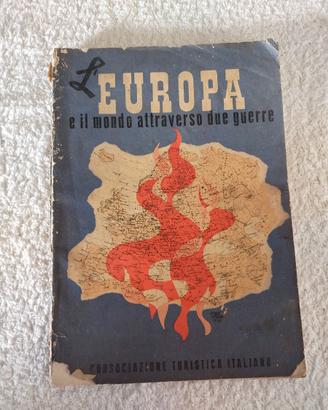 L'EUROPA
e il mondo attraverso due guerre
CONSOCIAZIONE TURISTICA ITALIANA